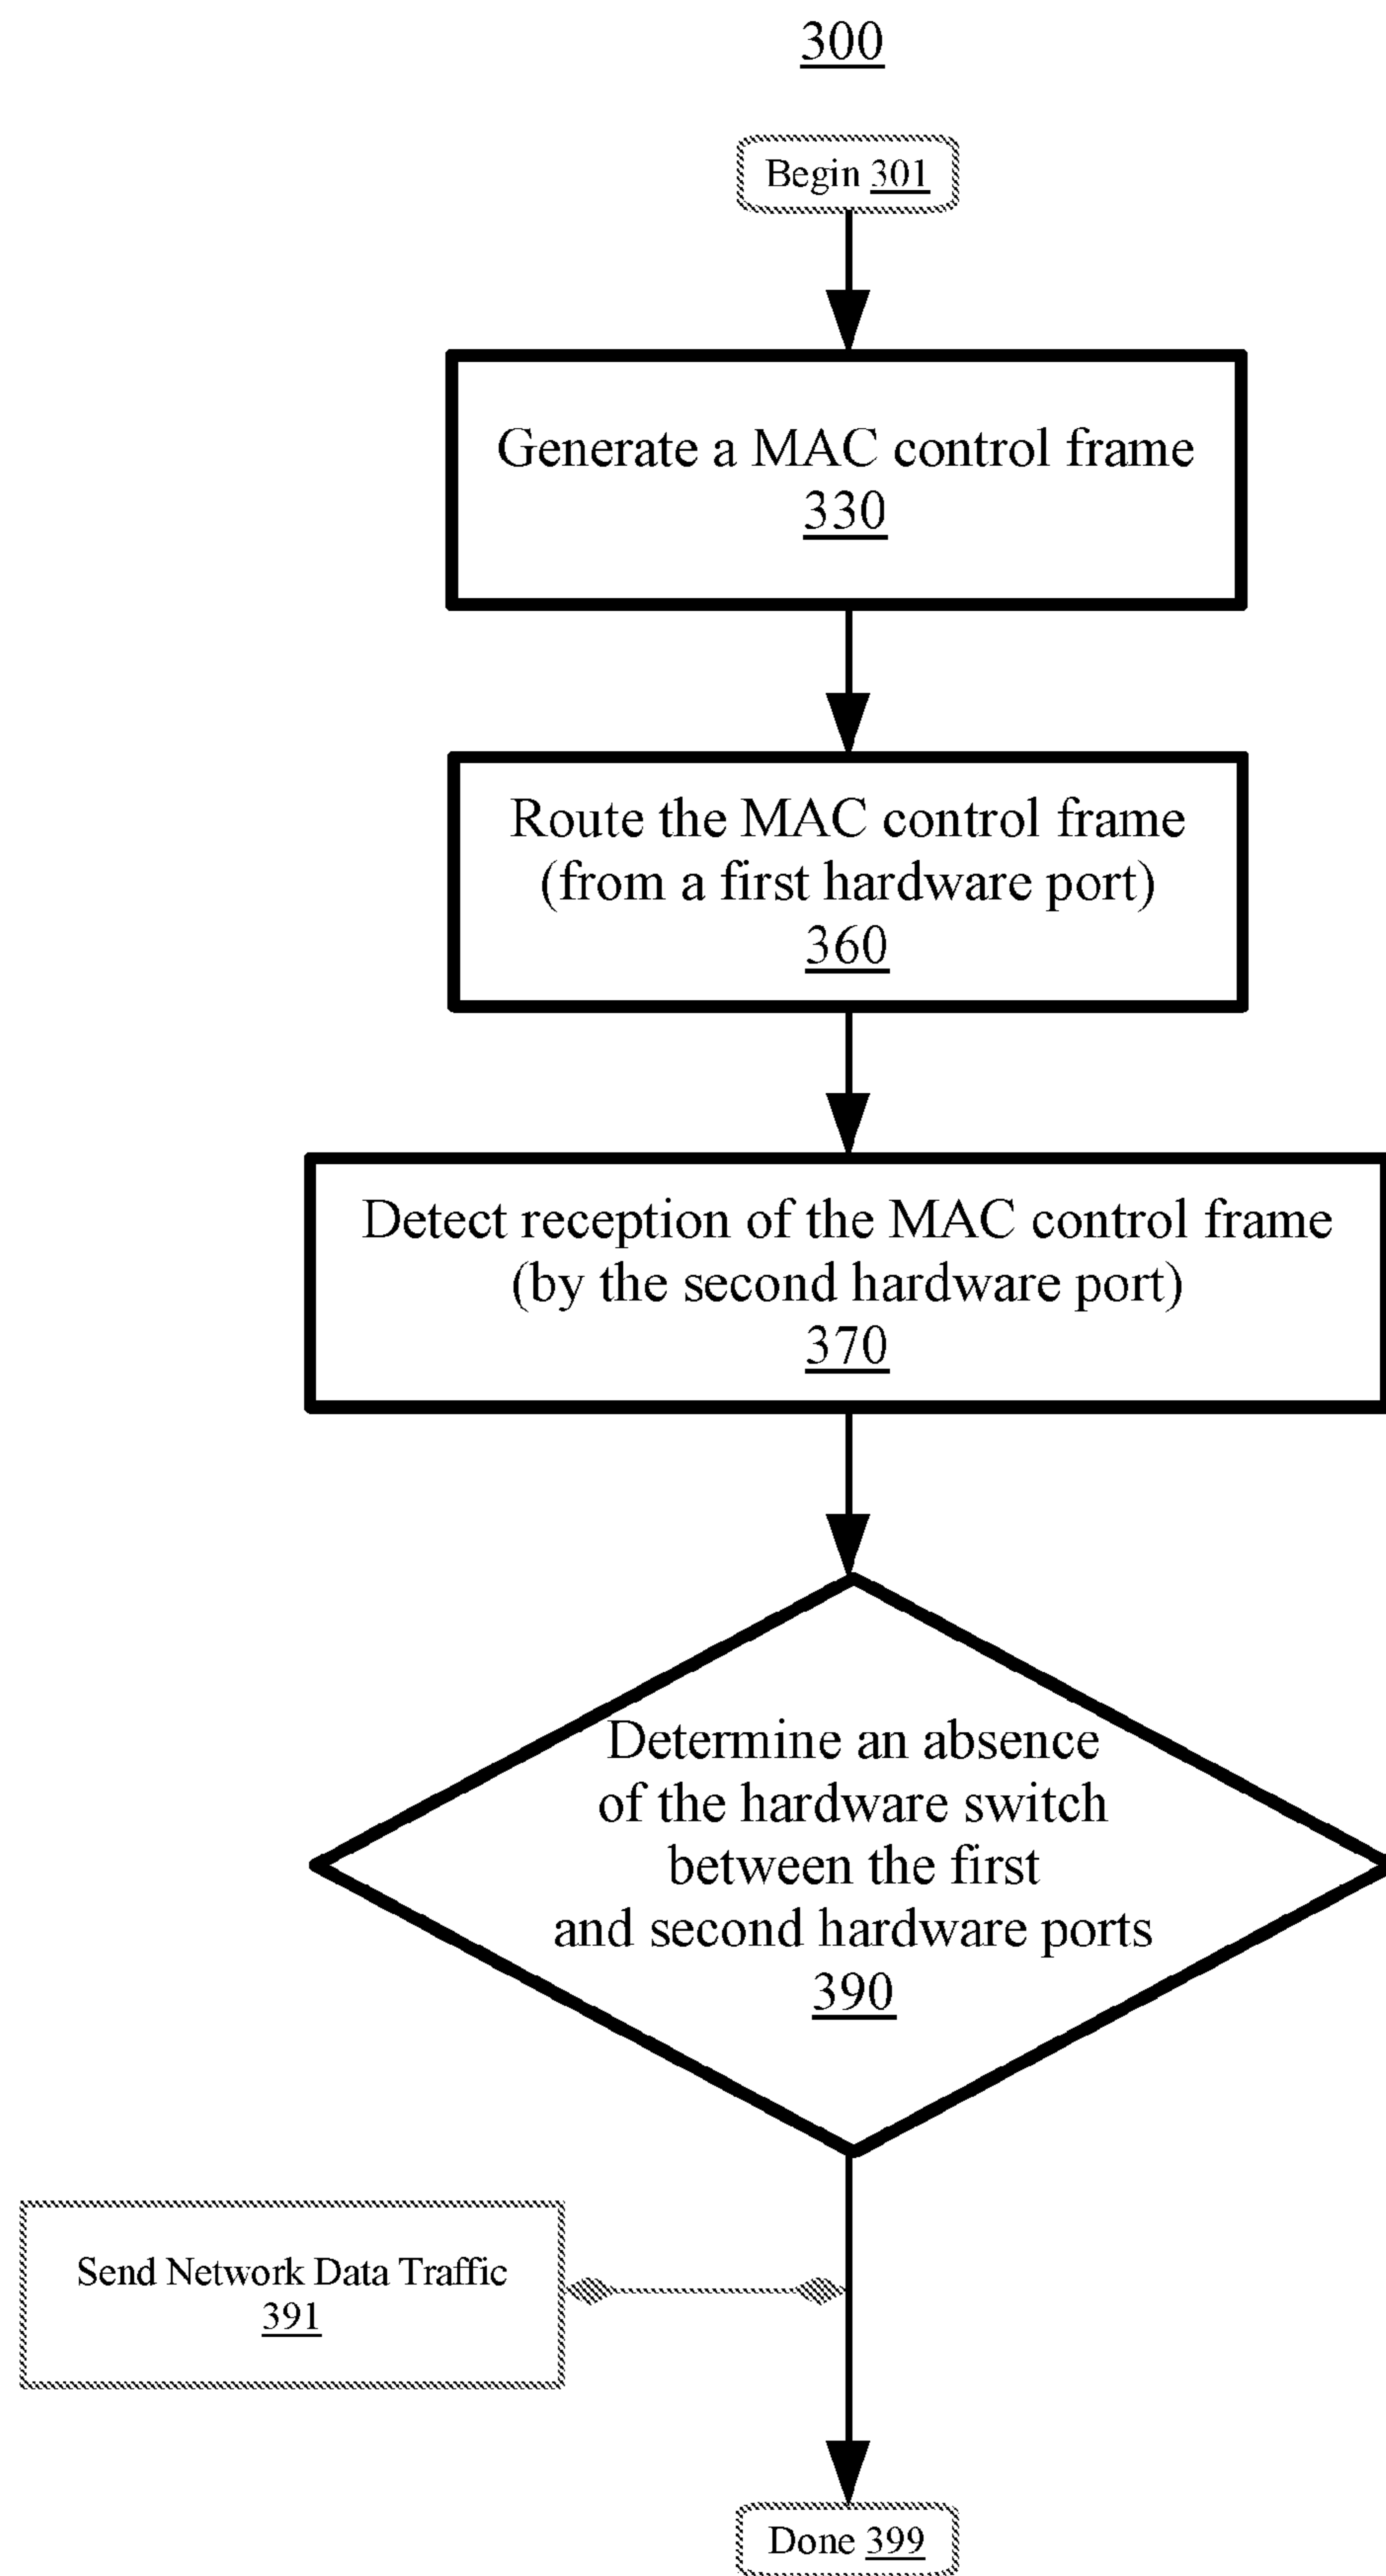 300
Begin 301
Generate a MAC control frame
330
Route the MAC control frame
(from a first hardware port)
360
Detect reception of the MAC control frame
(by the second hardware port)
370
Determine an absence
of the hardware switch
between the first
and second hardware ports
390
Send Network Data Traffic
391
Done 399